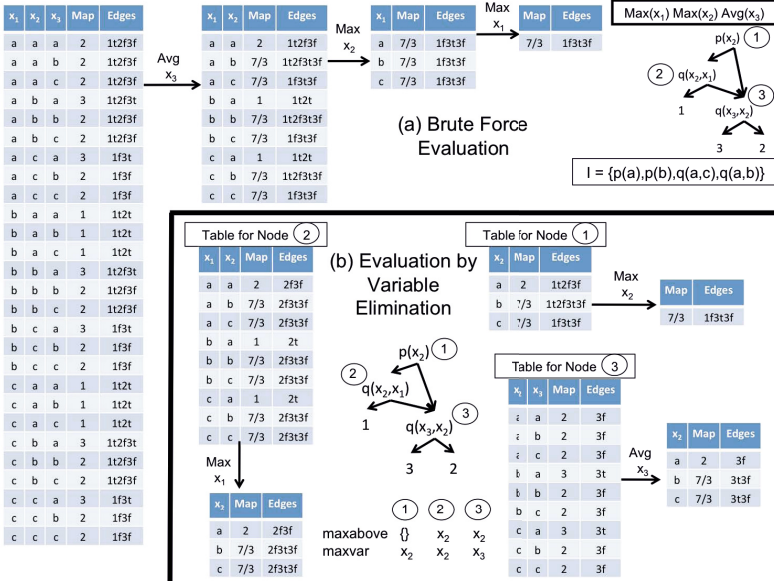 x₁ x₂ x₃ Map Edges
a a a 2 1t2f3f
a a b 2 1t2f3f
a a c 2 1t2f3f
a b a 3 1t2f3t
a b b 2 1t2f3f
a b c 2 1t2f3f
a c a 3 1f3t
a c b 2 1f3f
a c c 2 1f3f
b a a 1 1t2t
b a b 1 1t2t
b a c 1 1t2t
b b a 3 1t2f3t
b b b 2 1t2f3f
b b c 2 1t2f3f
b c a 3 1f3t
b c b 2 1f3f
b c c 2 1f3f
c a a 1 1t2t
c a b 1 1t2t
c a c 1 1t2t
c b a 3 1t2f3t
c b b 2 1t2f3f
c b c 2 1t2f3f
c c a 3 1f3t
c c b 2 1f3f
c c c 2 1f3f
Avg
x₃
x₁ x₂ Map Edges
a a 2 1t2f3f
a b 7/3 1t2f3t3f
a c 7/3 1f3t3f
b a 1 1t2t
b b 7/3 1t2f3t3f
b c 7/3 1f3t3f
c a 1 1t2t
c b 7/3 1t2f3t3f
c c 7/3 1f3t3f
Max
x₂
x₁ Map Edges
a 7/3 1f3t3f
b 7/3 1f3t3f
c 7/3 1f3t3f
Max
x₁
Map Edges
7/3 1f3t3f
(a) Brute Force
Evaluation
Max(x₁) Max(x₂) Avg(x₃)
p(x₂) 1
2 q(x₂,x₁)
3
1 q(x₃,x₂)
3 2
I = {p(a),p(b),q(a,c),q(a,b)}
Table for Node 2
x₁ x₂ Map Edges
a a 2 2f3f
a b 7/3 2f3t3f
a c 7/3 2f3t3f
b a 1 2t
b b 7/3 2f3t3f
b c 7/3 2f3t3f
c a 1 2t
c b 7/3 2f3t3f
c c 7/3 2f3t3f
Max
x₁
x₂ Map Edges
a 2 2f3f
b 7/3 2f3t3f
c 7/3 2f3t3f
(b) Evaluation by
Variable
Elimination
p(x₂) 1
2
q(x₂,x₁)
3
1 q(x₃,x₂)
3 2
1 2 3
maxabove {} x₂ x₂
maxvar x₂ x₂ x₃
Table for Node 1
x₂ Map Edges
a 2 1t2f3f
b 7/3 1t2f3t3f
c 7/3 1f3t3f
Max
x₂
Map Edges
7/3 1f3t3f
Table for Node 3
x₃ Map Edges
a 2 3f
b 2 3f
c 2 3f
b a 3 3t
b b 2 3f
b c 2 3f
c a 3 3t
c b 2 3f
c c 2 3f
Avg
x₃
x₂ Map Edges
a 2 3f
b 7/3 3t3f
c 7/3 3t3f